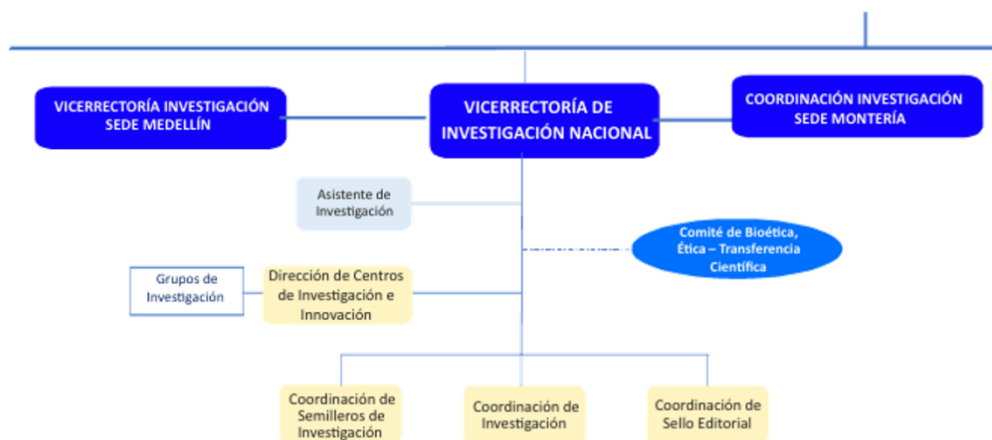 VICERRECTORÍA INVESTIGACIÓN
SEDE MEDELLÍN
VICERRECTORÍA DE
INVESTIGACIÓN NACIONAL
COORDINACIÓN INVESTIGACIÓN
SEDE MONTERÍA
Asistente de
Investigación
Comité de Bioética,
Ética – Transferencia
Científica
Grupos de
Investigación
Dirección de Centros
de Investigación e
Innovación
Coordinación de
Semilleros de
Investigación
Coordinación de
Investigación
Coordinación de
Sello Editorial